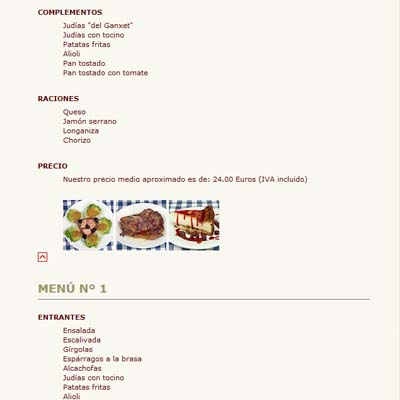 COMPLEMENTOS
Judías "del Ganxet"
Judías con tocino
Patatas fritas
Alioli
Pan tostado
Pan tostado con tomate
RACIONES
Queso
Jamón serrano
Longaniza
Chorizo
PRECIO
Nuestro precio medio aproximado es de: 24,00 Euros (IVA incluido)
MENÚ Nº 1
ENTRANTES
Ensalada
Escalivada
Gírgolas
Espárragos a la brasa
Alcachofas
Judías con tocino
Patatas fritas
Alioli